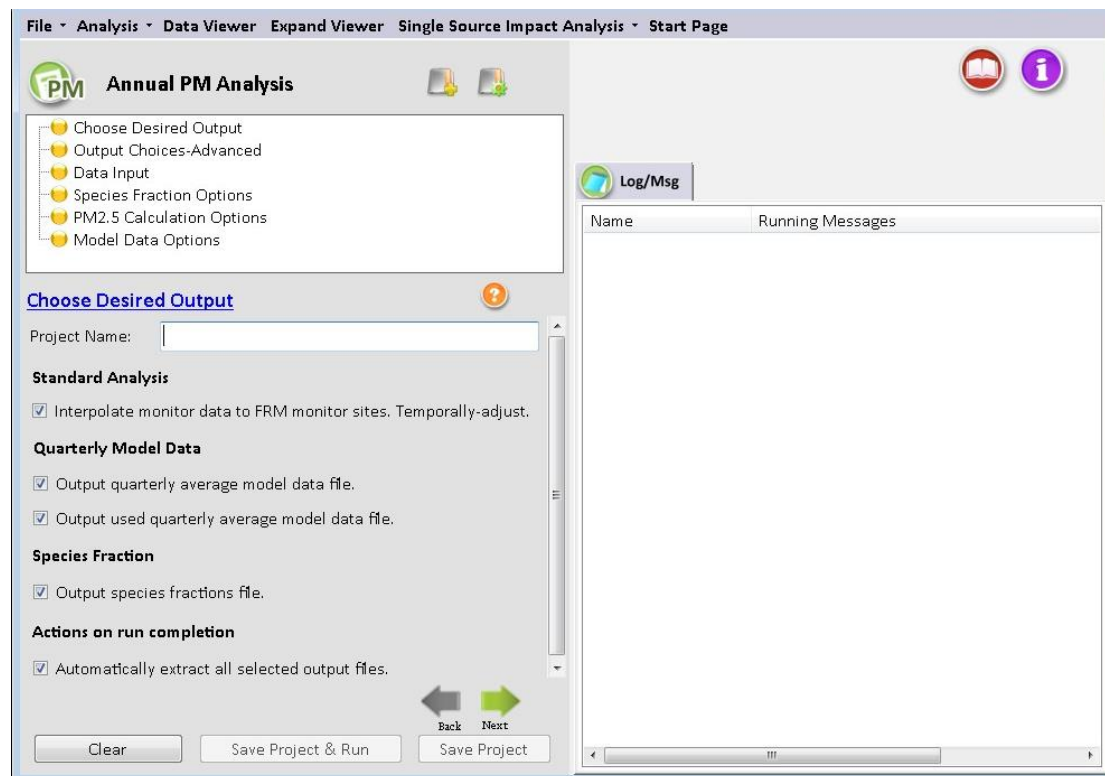 File Analysis Data Viewer Expand Viewer Single Source Impact Analysis Start Page
PM Annual PM Analysis
Choose Desired Output
Output Choices-Advanced
Data Input
Species Fraction Options
PM2.5 Calculation Options
Model Data Options
Choose Desired Output ?
Project Name:
Standard Analysis
Interpolate monitor data to FRM monitor sites. Temporally-adjust.
Quarterly Model Data
Output quarterly average model data file.
Output used quarterly average model data file.
Species Fraction
Output species fractions file.
Actions on run completion
Automatically extract all selected output files.
Back Next
Clear Save Project & Run Save Project
i
Log/Msg
Name Running Messages